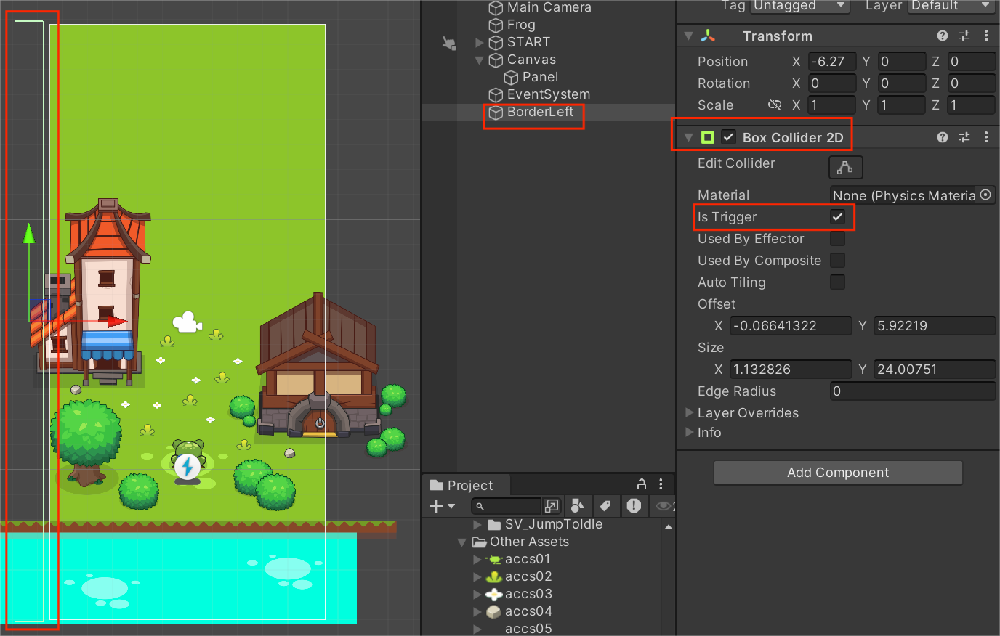 Main Camera
Frog
START
Canvas
Panel
EventSystem
BorderLeft
Project
SV_JumpToIdle
Other Assets
accs01
accs02
accs03
accs04
accs05
Tag Untagged Layer Default
Transform
Position X -6.27 Y 0 Z 0
Rotation X 0 Y 0 Z 0
Scale X 1 Y 1 Z 1
Box Collider 2D
Edit Collider
Material None (Physics Materia
Is Trigger
Used By Effector
Used By Composite
Auto Tiling
Offset
X -0.06641322 Y 5.92219
Size
X 1.132826 Y 24.00751
Edge Radius 0
Layer Overrides
Info
Add Component